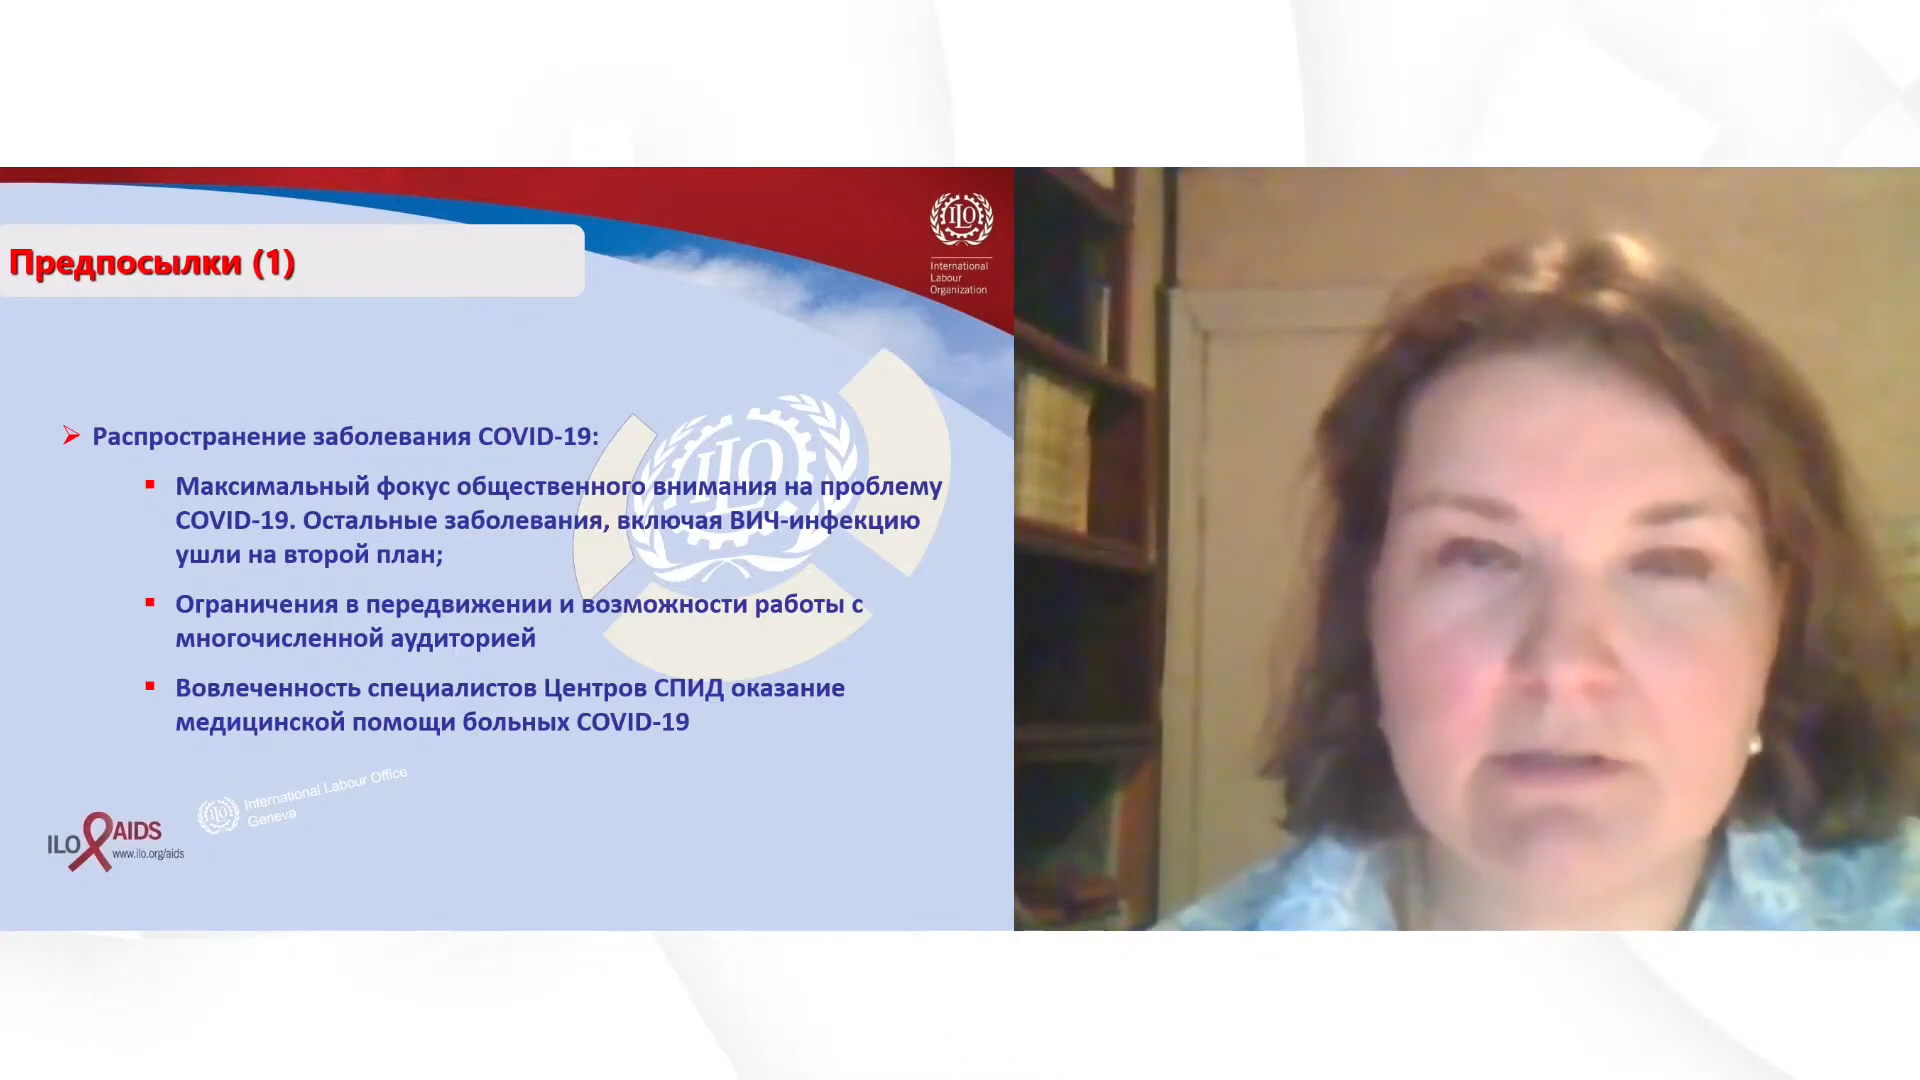 International
Labour
Organization
Предпосылки (1)
Распространение заболевания COVID-19:
Максимальный фокус общественного внимания на проблему
COVID-19. Остальные заболевания, включая ВИЧ-инфекцию
ушли на второй план;
Ограничения в передвижении и возможности работы с
многочисленной аудиторией
Вовлеченность специалистов Центров СПИД оказание
медицинской помощи больных COVID-19
ILO
International Labour Office
Geneva
ILO AIDS
www.ilo.org/aids